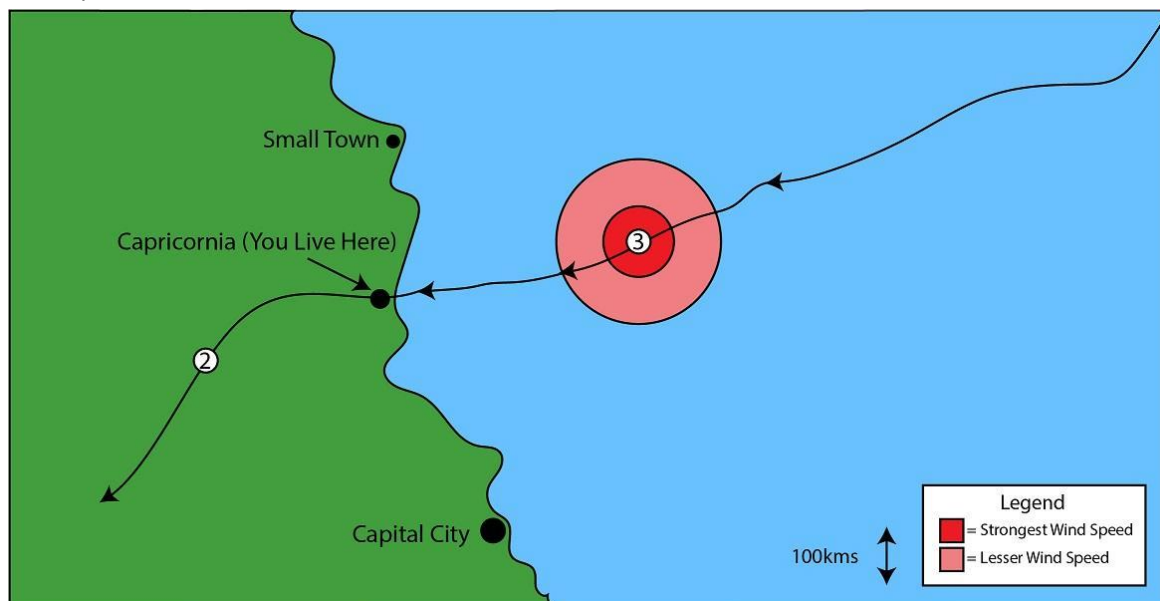 Small Town
3
Capricornia (You Live Here)
2
Capital City
100kms
Legend
= Strongest Wind Speed
= Lesser Wind Speed